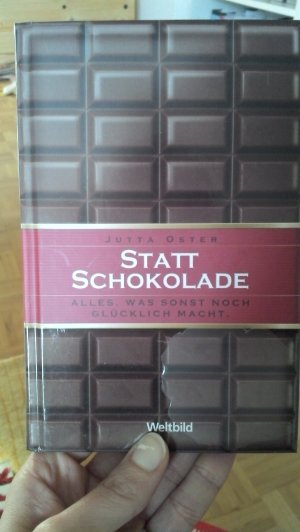 JUTTA OSTER
STATT
SCHOKOLADE
ALLES, WAS SONST NOCH
GLÜCKLICH MACHT.
Weltbild